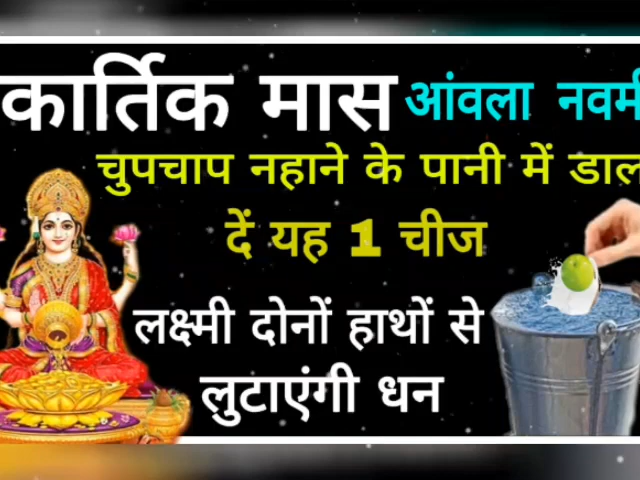 कार्तिक मास आंवला नवमी
चुपचाप नहाने के पानी में डाल
दें यह 1 चीज
लक्ष्मी दोनों हाथों से
लुटाएंगी धन